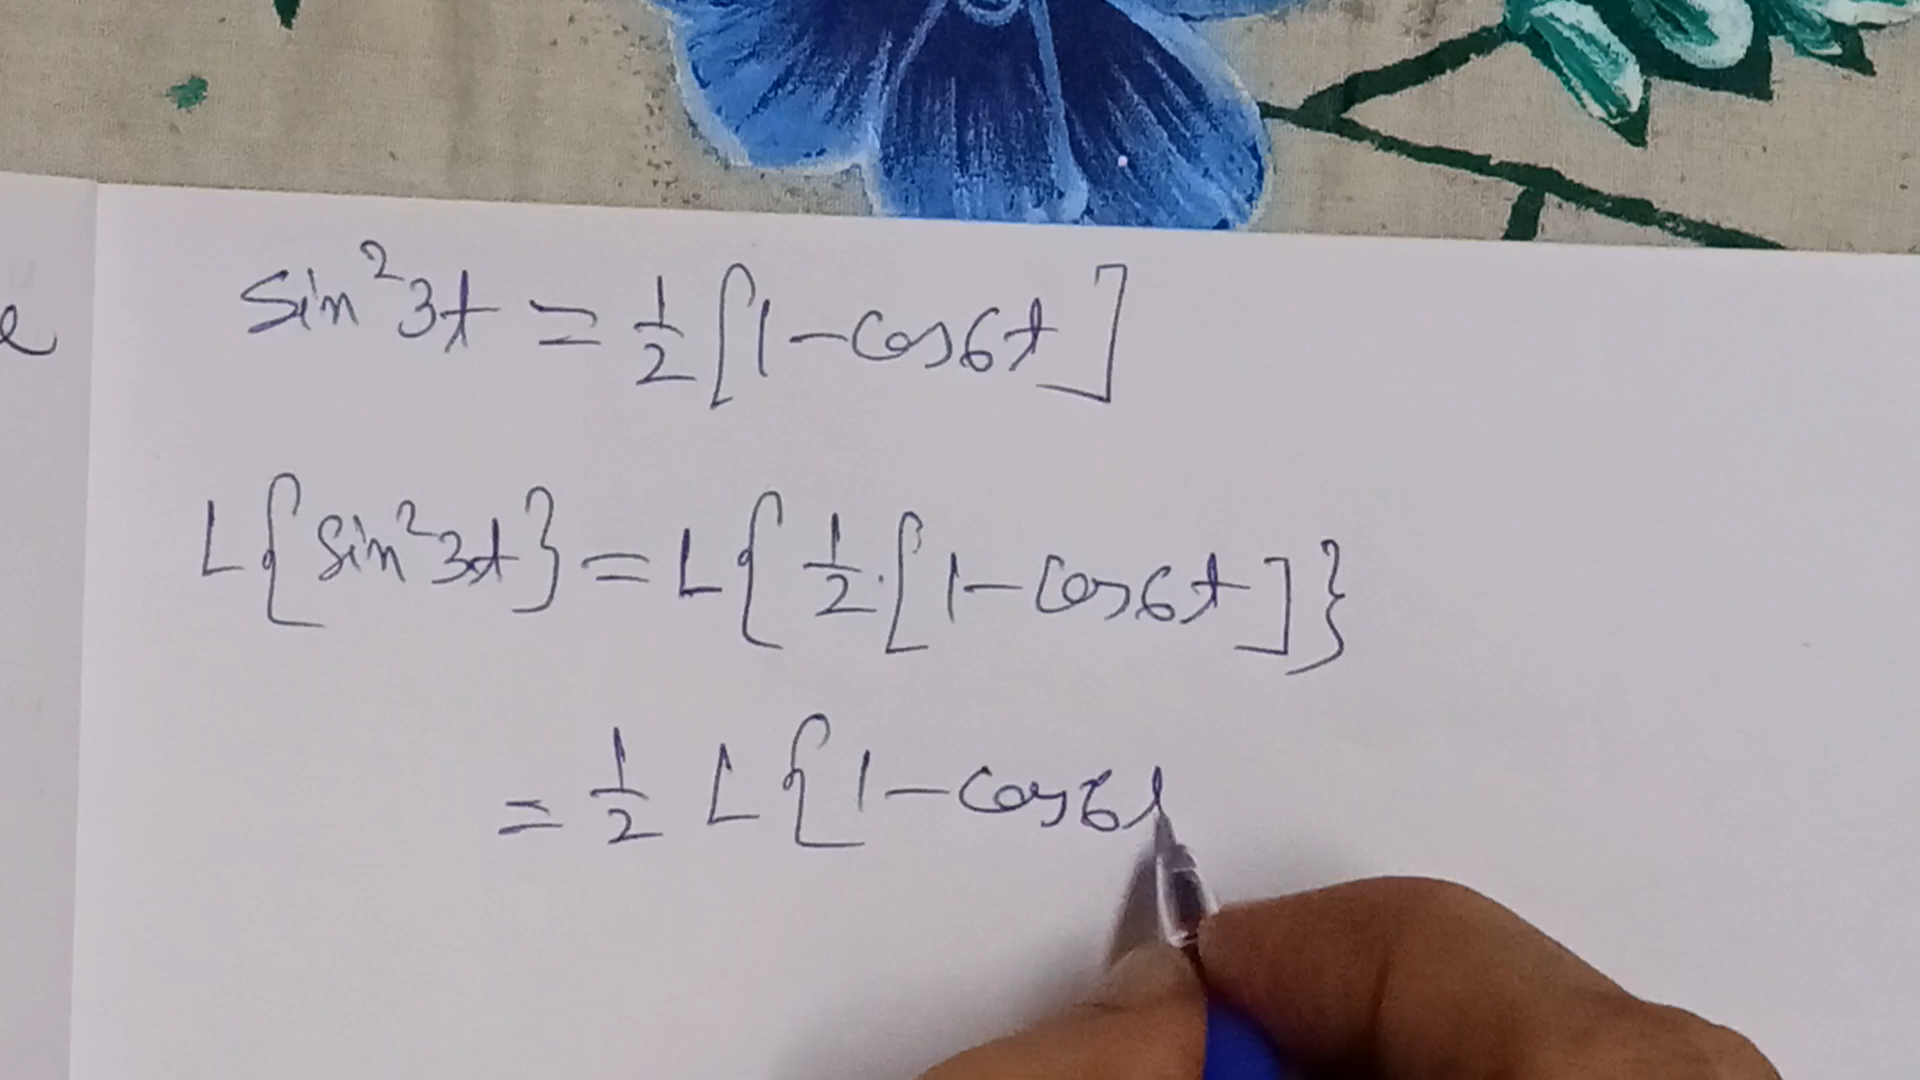 e
sin²3t = 1/2 [1 - cos6t]
L{sin²3t} = L{1/2 · [1 - cos6t]}
= 1/2 L{1 - cos6t